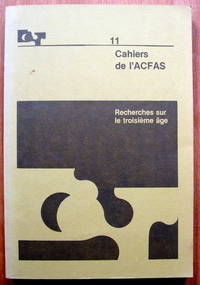 11
Cahiers
de l'ACFAS
Recherches sur
le troisième âge